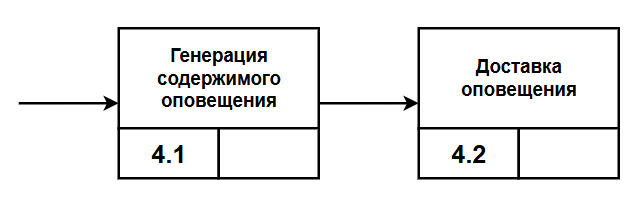 Генерация
содержимого
оповещения
4.1
Доставка
оповещения
4.2